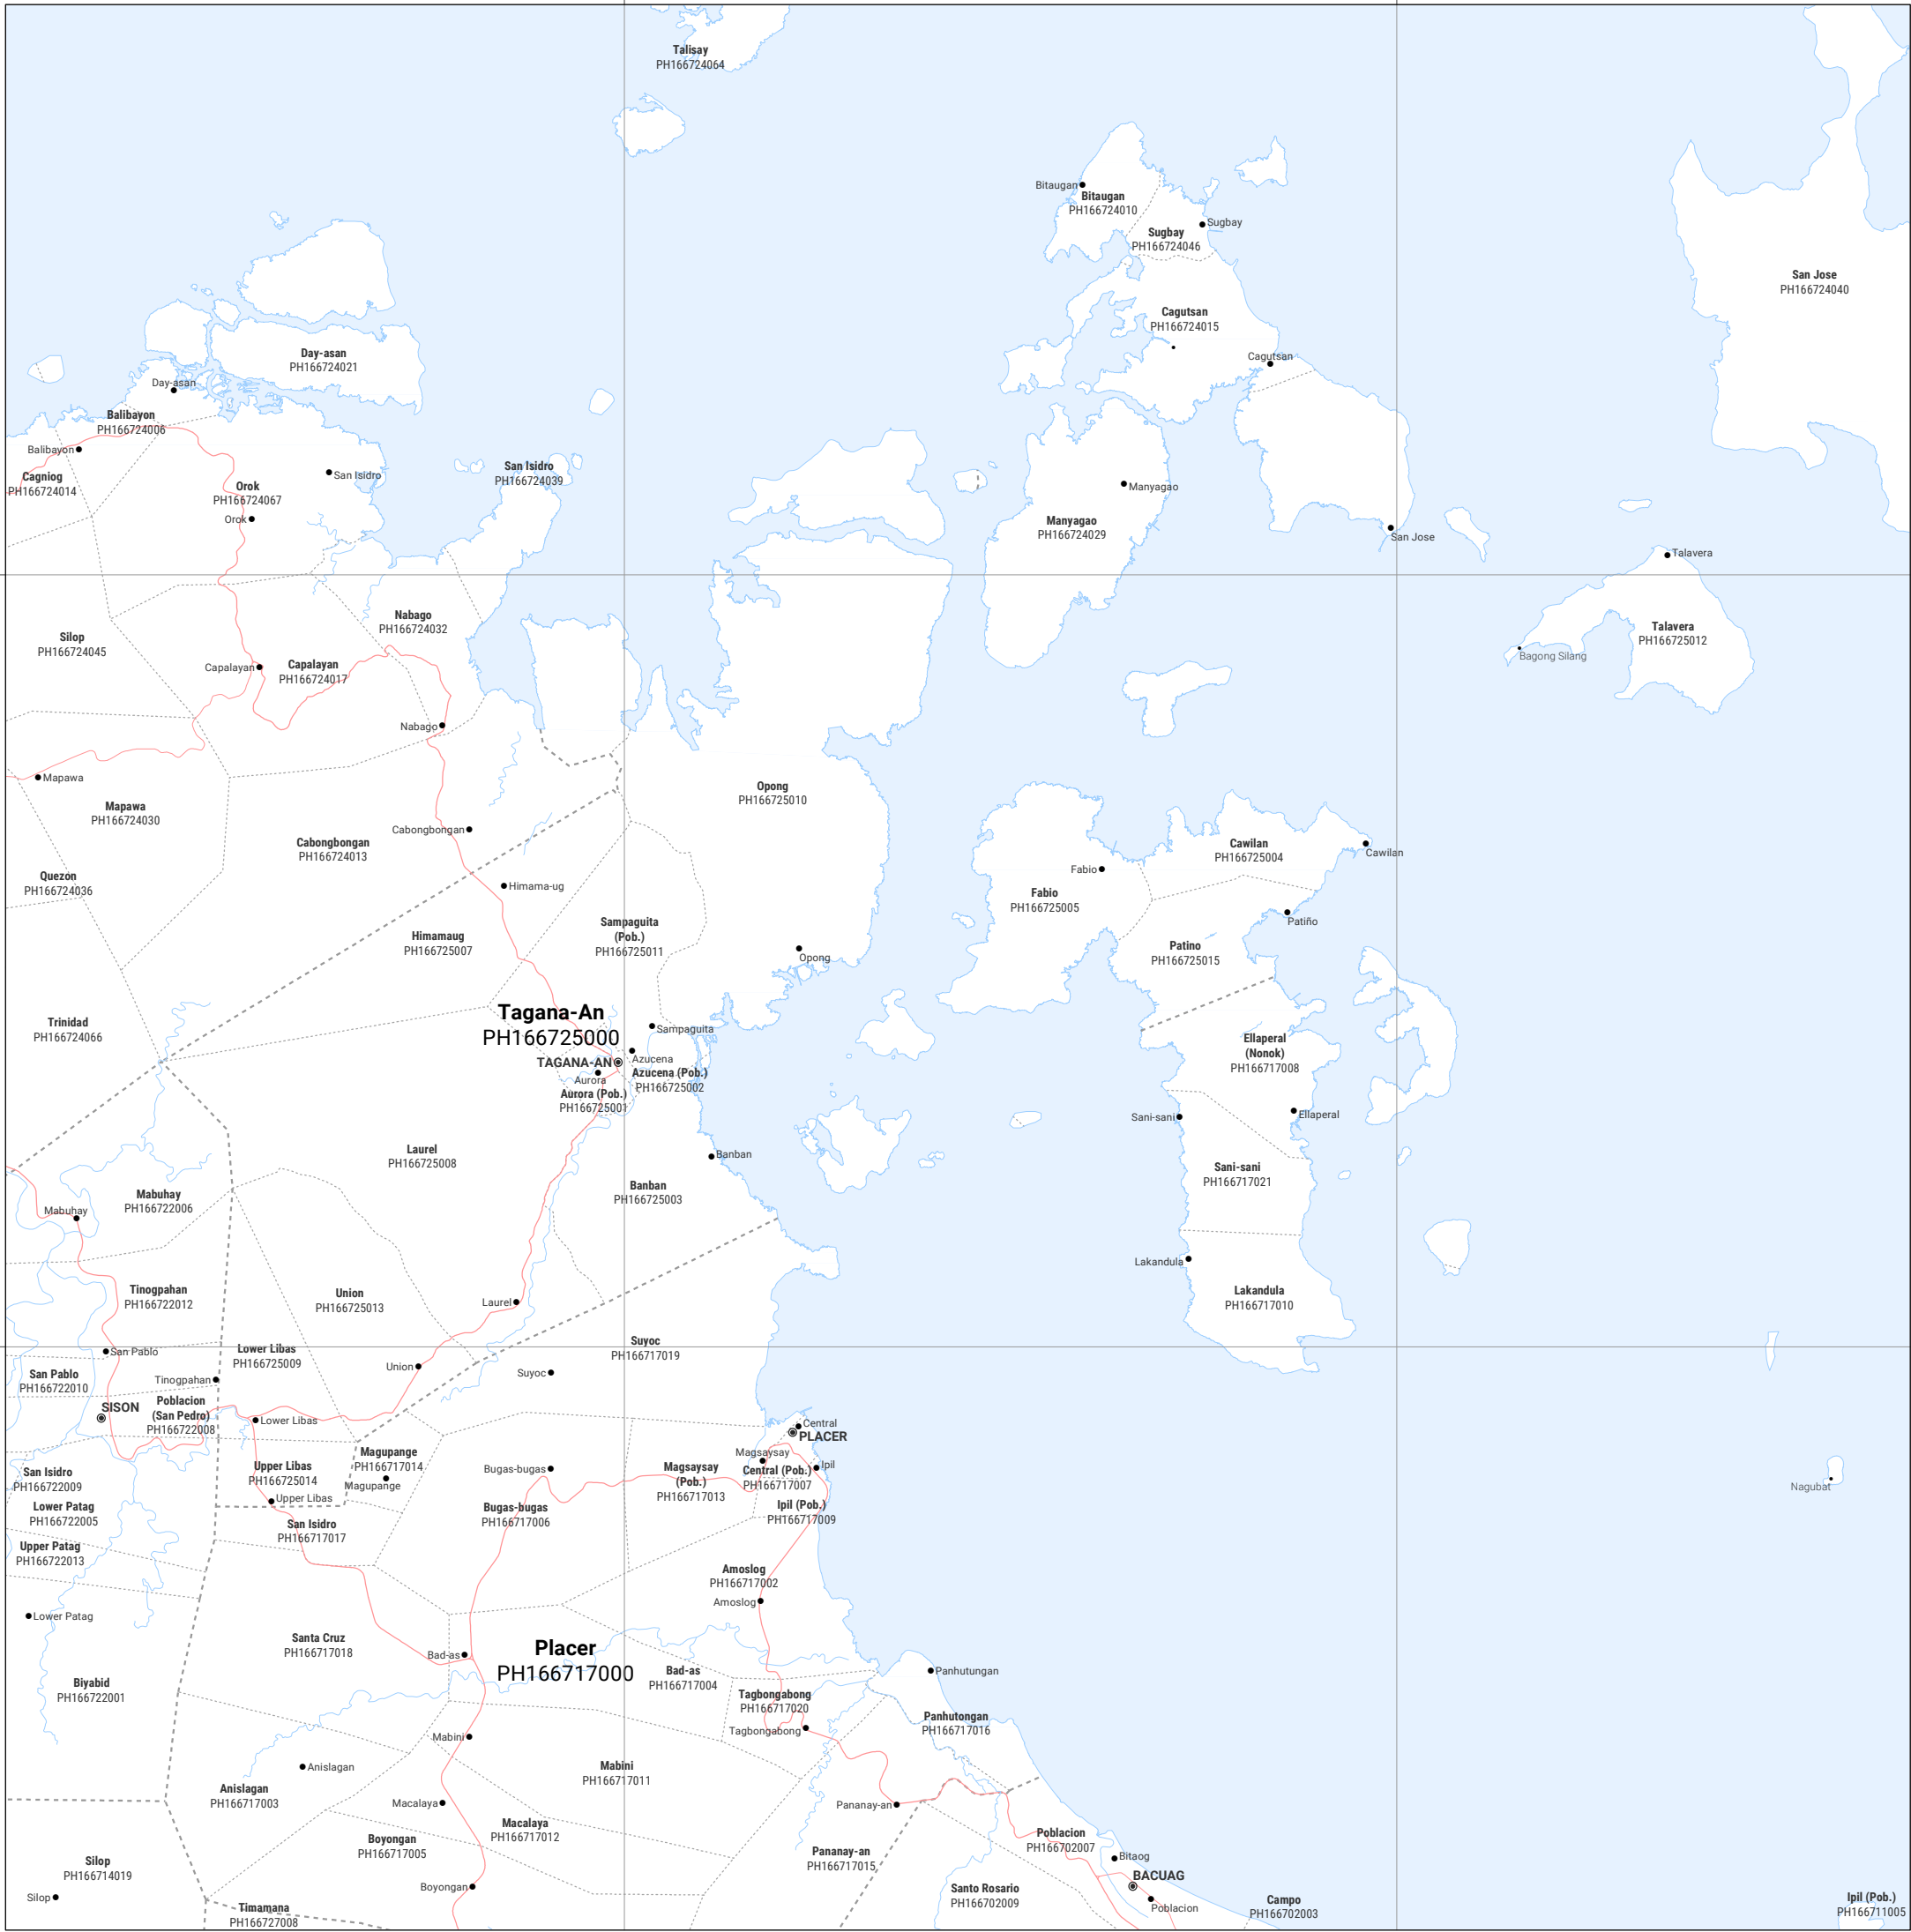 Talisay
PH166724064
Bitaugan
Bitaugan
PH166724010
Sugbay
Sugbay
PH166724046
San Jose
PH166724040
Cagutsan
PH166724015
Cagutsan
Day-asan
PH166724021
Day-asan
Balibayon
PH166724006
Balibayon
Cagniog
PH166724014
San Isidro
San Isidro
PH166724039
Orok
PH166724067
Orok
Manyagao
Manyagao
PH166724029
San Jose
Talavera
Talavera
PH166725012
Bagong Silang
Nabago
PH166724032
Silop
PH166724045
Capalayan
Capalayan
PH166724017
Nabago
Mapawa
Mapawa
PH166724030
Opong
PH166725010
Cabongbongan
Cabongbongan
PH166724013
Cawilan
PH166725004
Cawilan
Fabio
Fabio
PH166725005
Quezon
PH166724036
Himama-ug
Patiño
Patino
PH166725015
Himamaug
PH166725007
Sampaguita
(Pob.)
PH166725011
Opong
Tagana-An
PH166725000
Trinidad
PH166724066
Sampaguita
Ellaperal
(Nonok)
PH166717008
TAGANA-AN
Azucena
Azucena (Pob.)
PH166725002
Aurora
Aurora (Pob.)
PH166725001
Sani-sani
Ellaperal
Laurel
PH166725008
Banban
Sani-sani
PH166717021
Banban
PH166725003
Mabuhay
PH166722006
Mabuhay
Lakandula
Lakandula
PH166717010
Tinogpahan
PH166722012
Union
PH166725013
Laurel
Suyoc
PH166717019
San Pablo
Lower Libas
PH166725009
Union
Suyoc
San Pablo
PH166722010
Tinogpahan
Poblacion
(San Pedro)
PH166722008
SISON
Lower Libas
Central
PLACER
Magupange
PH166717014
Magupange
Magsaysay
Central (Pob.)
PH166717007
Ipil
Magsaysay
(Pob.)
PH166717013
Bugas-bugas
Upper Libas
PH166725014
Upper Libas
San Isidro
PH166722009
Nagubat
Lower Patag
PH166722005
Bugas-bugas
PH166717006
Ipil (Pob.)
PH166717009
San Isidro
PH166717017
Upper Patag
PH166722013
Amoslog
PH166717002
Amoslog
Lower Patag
Santa Cruz
PH166717018
Bad-as
Placer
PH166717000
Bad-as
PH166717004
Panhutungan
Biyabid
PH166722001
Tagbongabong
PH166717020
Tagbongabong
Panhutongan
PH166717016
Mabini
Anislagan
Mabini
PH166717011
Anislagan
PH166717003
Macalaya
Pananay-an
Macalaya
PH166717012
Boyongan
PH166717005
Poblacion
PH166702007
Pananay-an
PH166717015
Bitaog
Silop
PH166714019
BACUAG
Boyongan
Santo Rosario
PH166702009
Silop
Poblacion
Campo
PH166702003
Ipil (Pob.)
PH166711005
Timamana
PH166727008